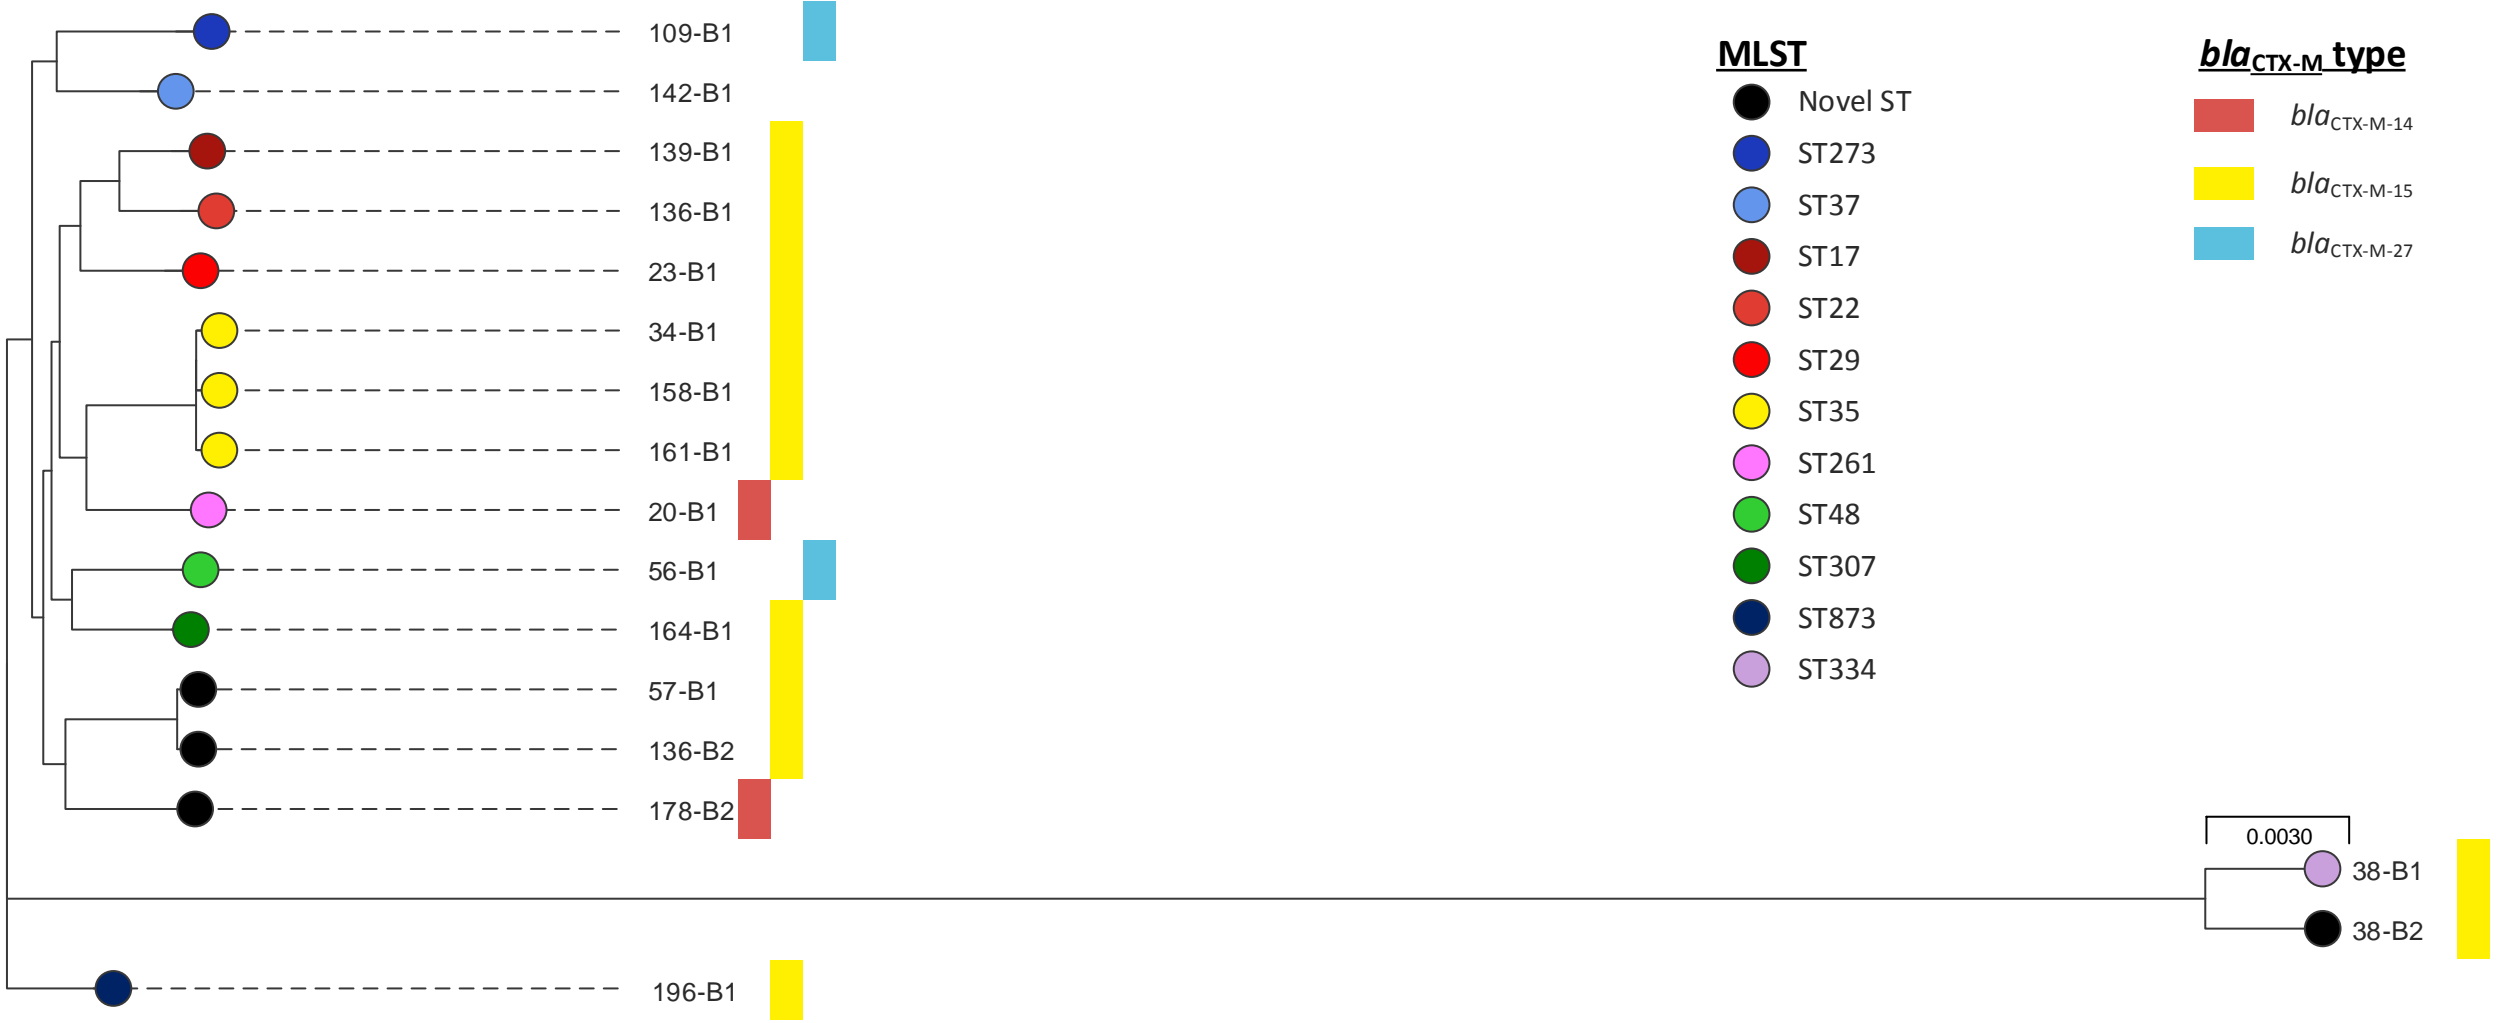 109-B1
142-B1
139-B1
136-B1
23-B1
34-B1
158-B1
161-B1
20-B1
56-B1
164-B1
57-B1
136-B2
178-B2
196-B1
MLST
Novel ST
ST273
ST37
ST17
ST22
ST29
ST35
ST261
ST48
ST307
ST873
ST334
blaCTX-M type
blaCTX-M-14
blaCTX-M-15
blaCTX-M-27
0.0030
38-B1
38-B2